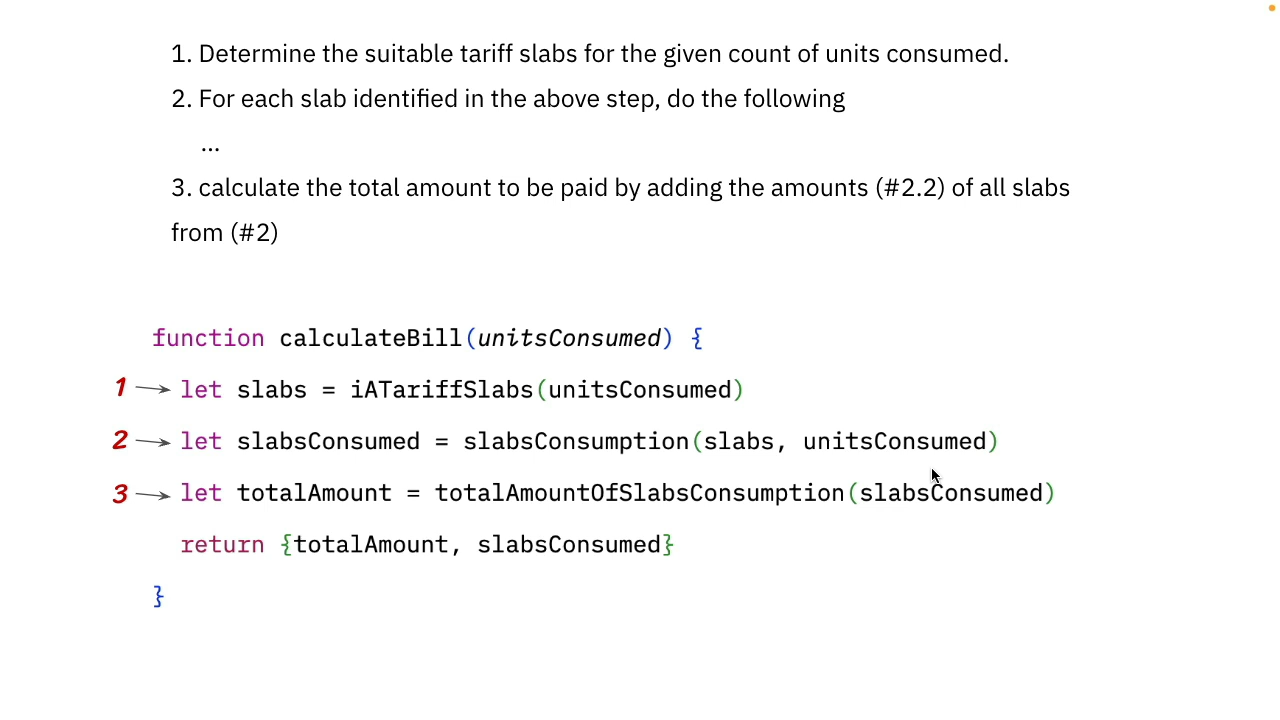 1. Determine the suitable tariff slabs for the given count of units consumed.
2. For each slab identified in the above step, do the following
...
3. calculate the total amount to be paid by adding the amounts (#2.2) of all slabs
from (#2)
function calculateBill(unitsConsumed) {
1 let slabs = iATariffSlabs(unitsConsumed)
2 let slabsConsumed = slabsConsumption(slabs, unitsConsumed)
3 let totalAmount = totalAmountOfSlabsConsumption(slabsConsumed)
return {totalAmount, slabsConsumed}
}